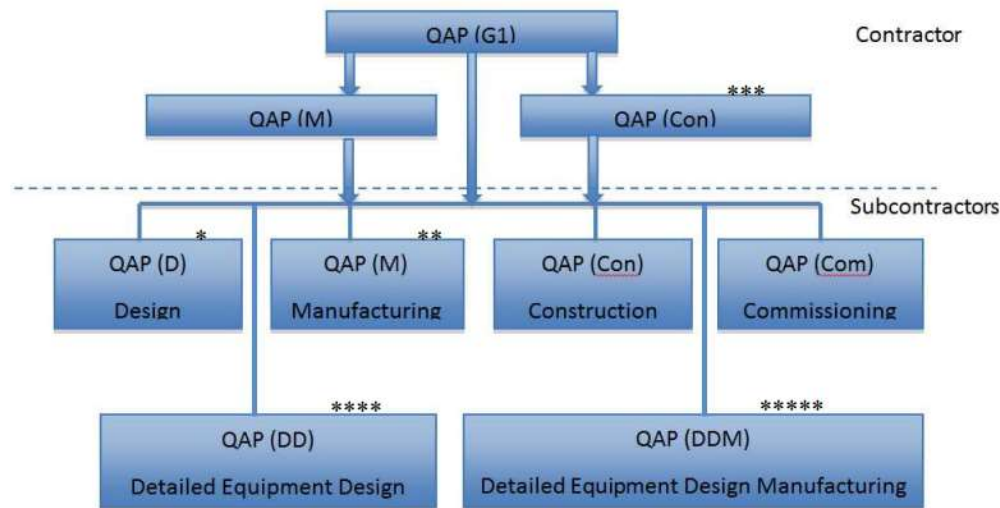 QAP (G1)
Contractor
***
QAP (M)
QAP (Con)
Subcontractors
*
**
QAP (D)
QAP (M)
QAP (Con)
QAP (Com)
Design
Manufacturing
Construction
Commissioning
****
*****
QAP (DD)
QAP (DDM)
Detailed Equipment Design
Detailed Equipment Design Manufacturing